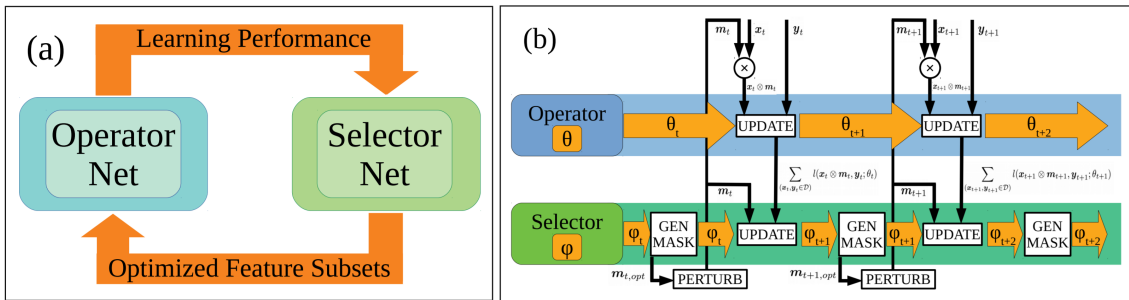 (a)
Learning Performance
Operator
Net
Selector
Net
Optimized Feature Subsets
(b)
m_t
x_t
y_t
×
x_t ⊗ m_t
m_{t+1}
x_{t+1}
y_{t+1}
×
x_{t+1} ⊗ m_{t+1}
Operator
θ
θ_t
UPDATE
θ_{t+1}
UPDATE
θ_{t+2}
m_t
∑_{(x_t,y_t∈D)} l(x_t ⊗ m_t, y_t; θ_t)
m_{t+1}
∑_{(x_{t+1},y_{t+1}∈D)} l(x_{t+1} ⊗ m_{t+1}, y_{t+1}; θ_{t+1})
Selector
φ
φ_t
GEN
MASK
φ_t
UPDATE
φ_{t+1}
GEN
MASK
φ_{t+1}
UPDATE
φ_{t+2}
GEN
MASK
φ_{t+2}
m_{t,opt}
PERTURB
m_{t+1,opt}
PERTURB